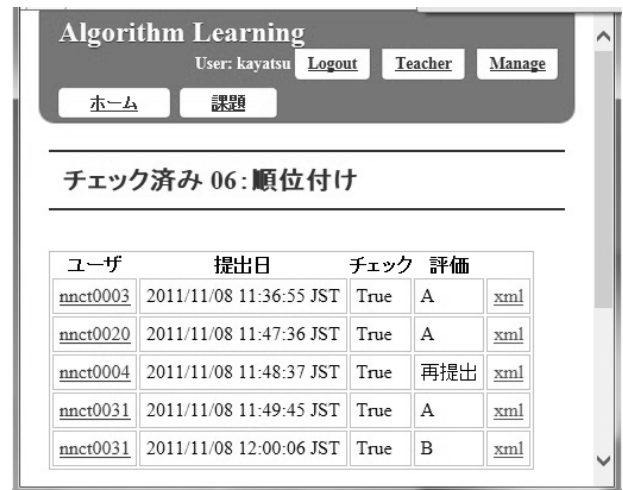 Algorithm Learning
User: kayatsu Logout Teacher Manage
ホーム 課題
チェック済み 06:順位付け
ユーザ 提出日 チェック 評価
nnct0003 2011/11/08 11:36:55 JST True A xml
nnct0020 2011/11/08 11:47:36 JST True A xml
nnct0004 2011/11/08 11:48:37 JST True 再提出 xml
nnct0031 2011/11/08 11:49:45 JST True A xml
nnct0031 2011/11/08 12:00:06 JST True B xml